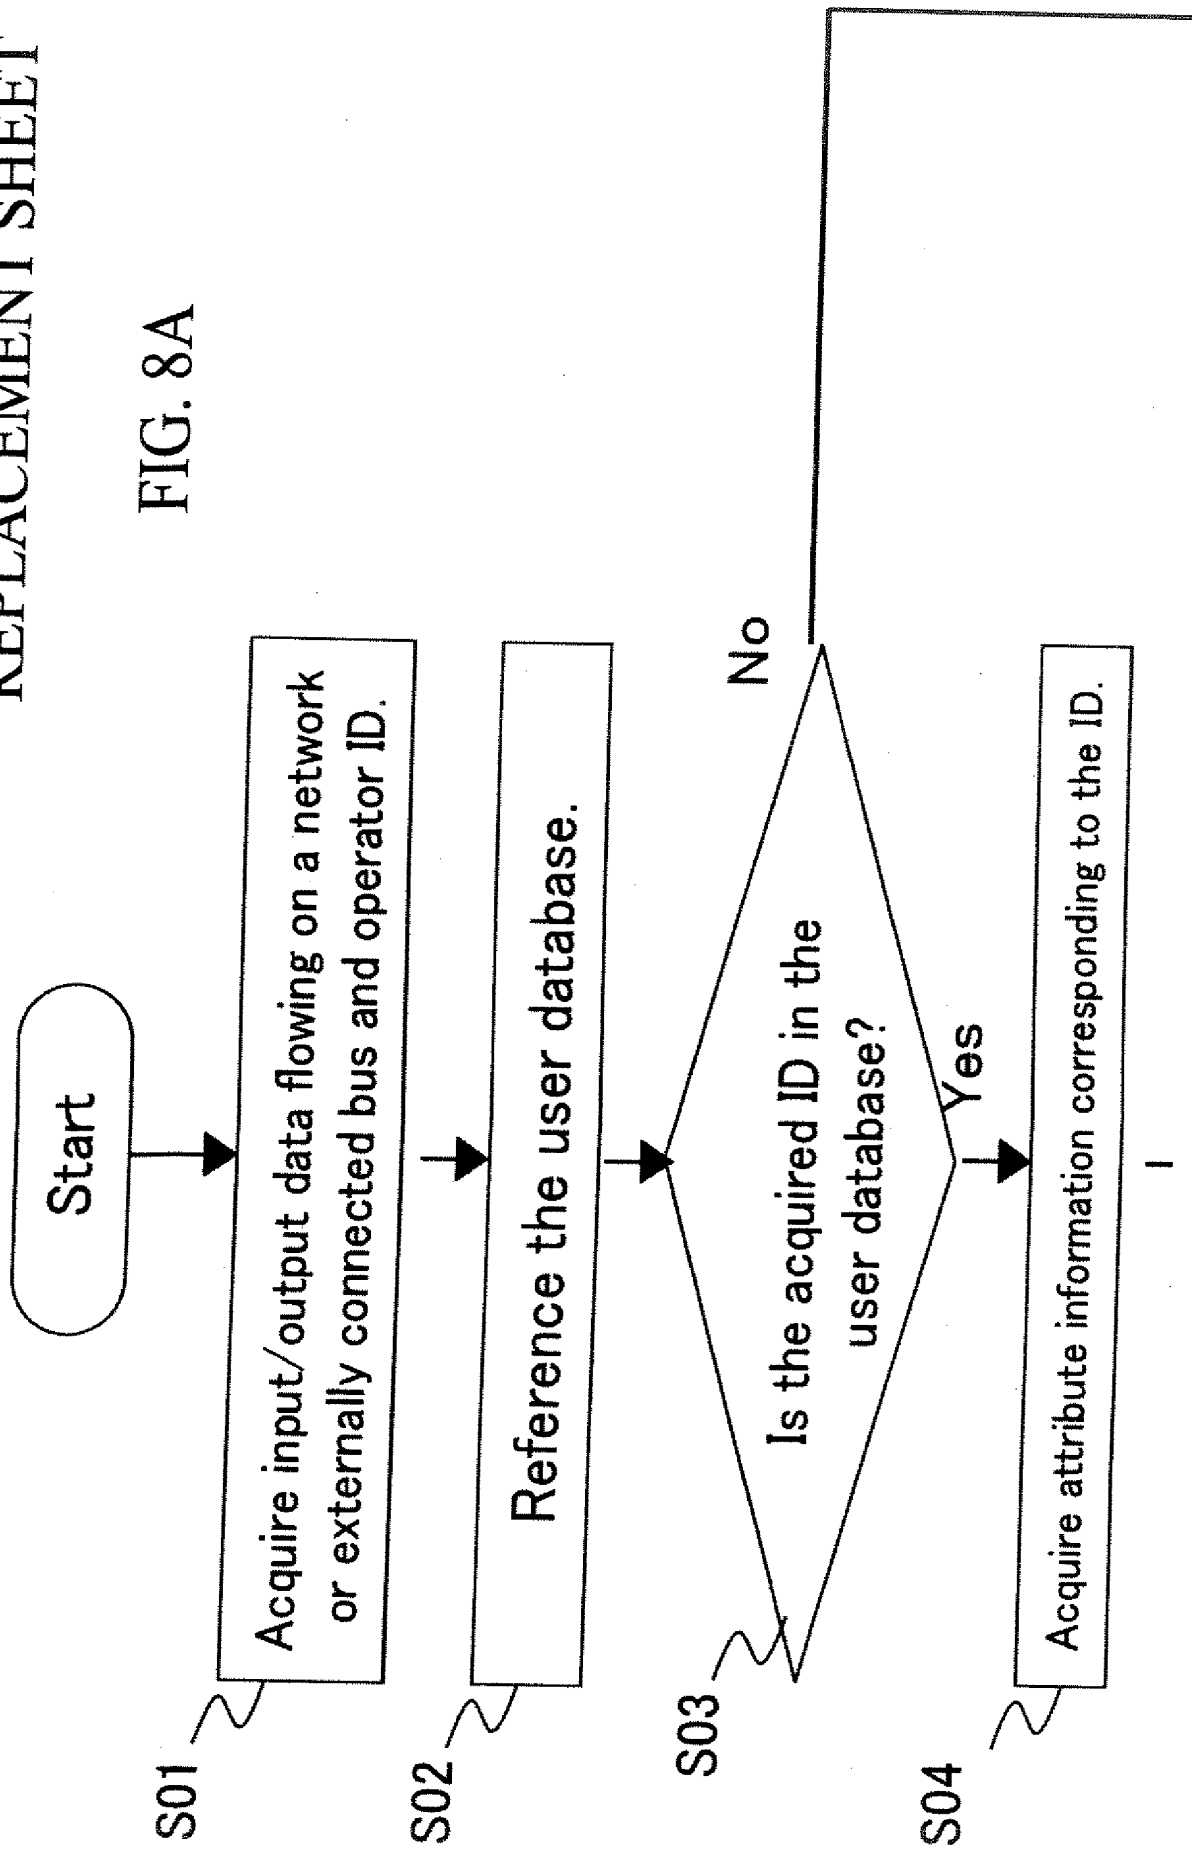 REPLACEMENT SHEET
FIG. 8A
Start
S01
Acquire input/output data flowing on a network
or externally connected bus and operator ID.
S02
Reference the user database.
S03
Is the acquired ID in the
user database?
No
Yes
S04
Acquire attribute information corresponding to the ID.